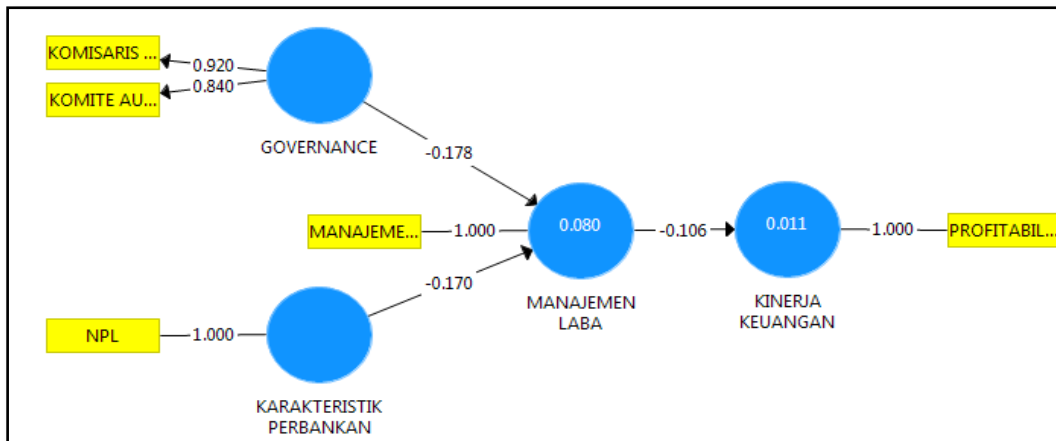 KOMISARIS ...
0.920
KOMITE AU...
0.840
GOVERNANCE
-0.178
MANAJEME...
1.000
0.080
-0.106
0.011
1.000
PROFITABIL...
MANAJEMEN
LABA
KINERJA
KEUANGAN
-0.170
NPL
1.000
KARAKTERISTIK
PERBANKAN